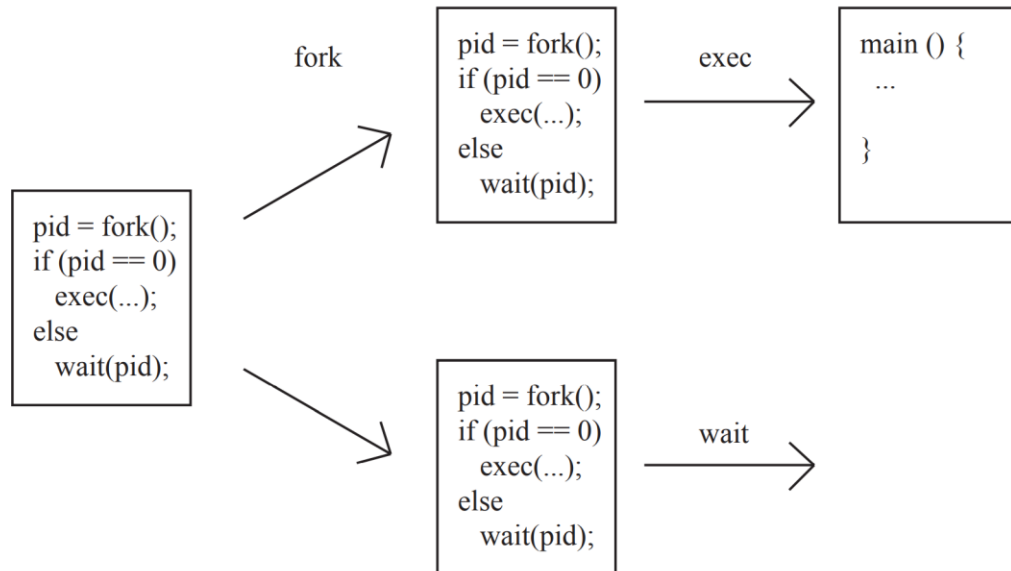 fork
pid = fork();
if (pid == 0)
exec(...);
else
wait(pid);
exec
main () {
...
}
pid = fork();
if (pid == 0)
exec(...);
else
wait(pid);
pid = fork();
if (pid == 0)
exec(...);
else
wait(pid);
wait